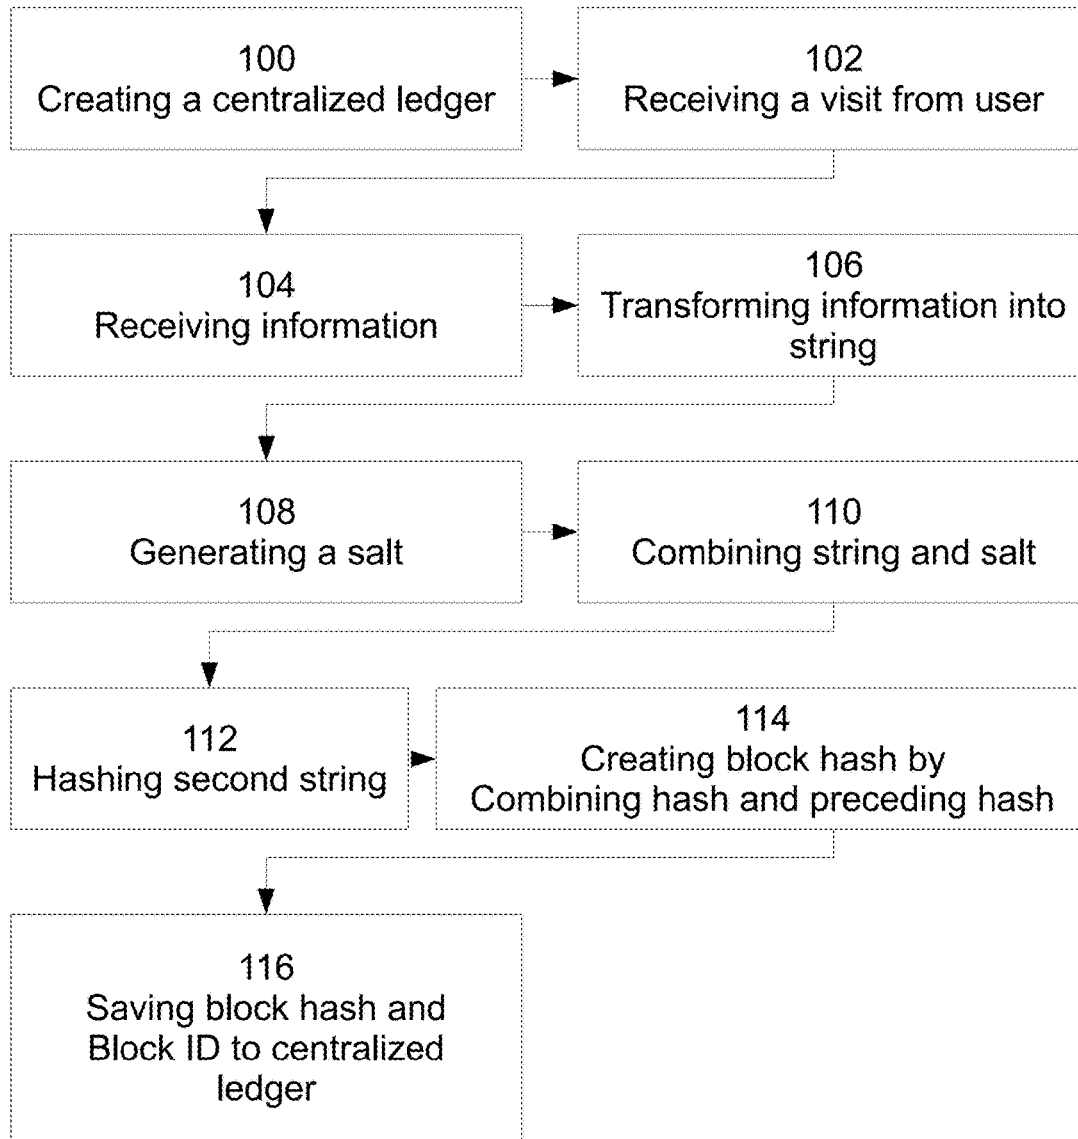 100
Creating a centralized ledger
102
Receiving a visit from user
104
Receiving information
106
Transforming information into
string
108
Generating a salt
110
Combining string and salt
112
Hashing second string
114
Creating block hash by
Combining hash and preceding hash
116
Saving block hash and
Block ID to centralized
ledger